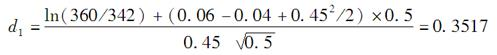 d₁ = ln(360/342) + (0.06 - 0.04 + 0.45²/2) × 0.5 / 0.45 √0.5 = 0.3517